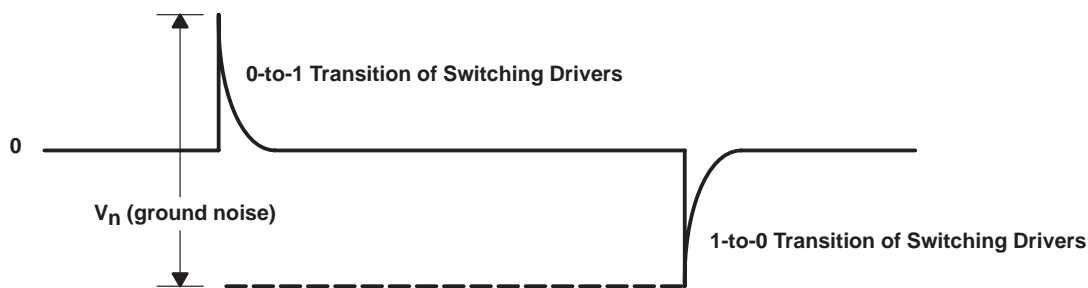 0-to-1 Transition of Switching Drivers
0
Vn (ground noise)
1-to-0 Transition of Switching Drivers